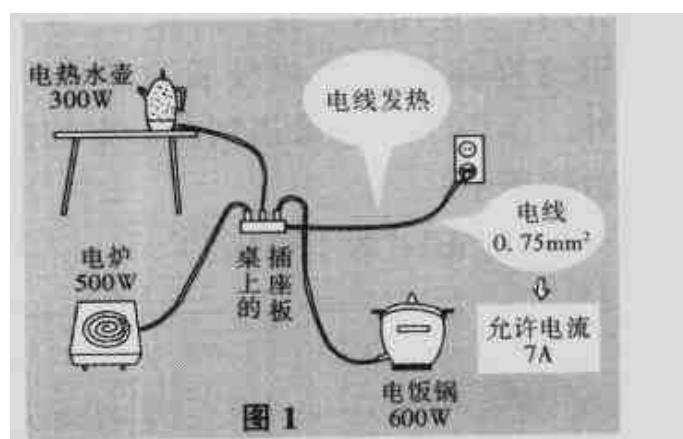 电热水壶
300W
电线发热
电线
0.75mm²
允许电流
7A
电炉
500W
桌上的
插座板
电饭锅
600W
图 1